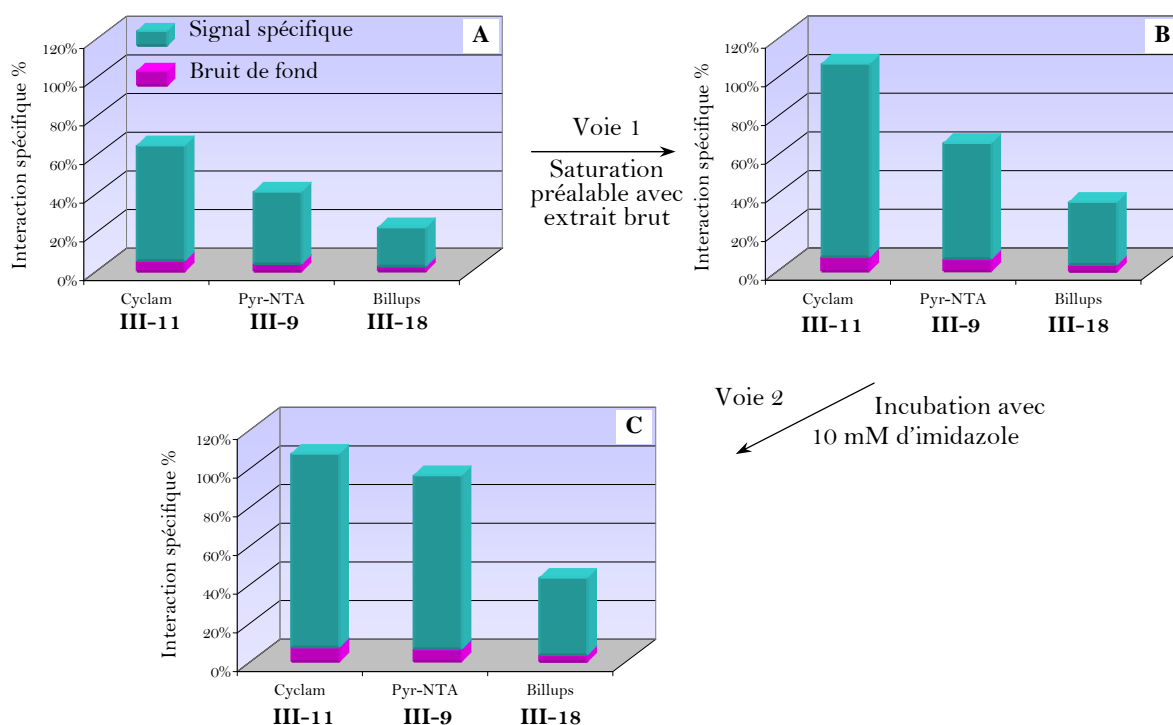 A
Signal spécifique
Bruit de fond
Interaction spécifique %
120%
100%
80%
60%
40%
20%
0%
Cyclam
Pyr-NTA
Billups
III-11
III-9
III-18
Voie 1
Saturation
préalable avec
extrait brut
B
Interaction spécifique %
120%
100%
80%
60%
40%
20%
0%
Cyclam
Pyr-NTA
Billups
III-11
III-9
III-18
Voie 2
Incubation avec
10 mM d'imidazole
C
Interaction spécifique %
120%
100%
80%
60%
40%
20%
0%
Cyclam
Pyr-NTA
Billups
III-11
III-9
III-18